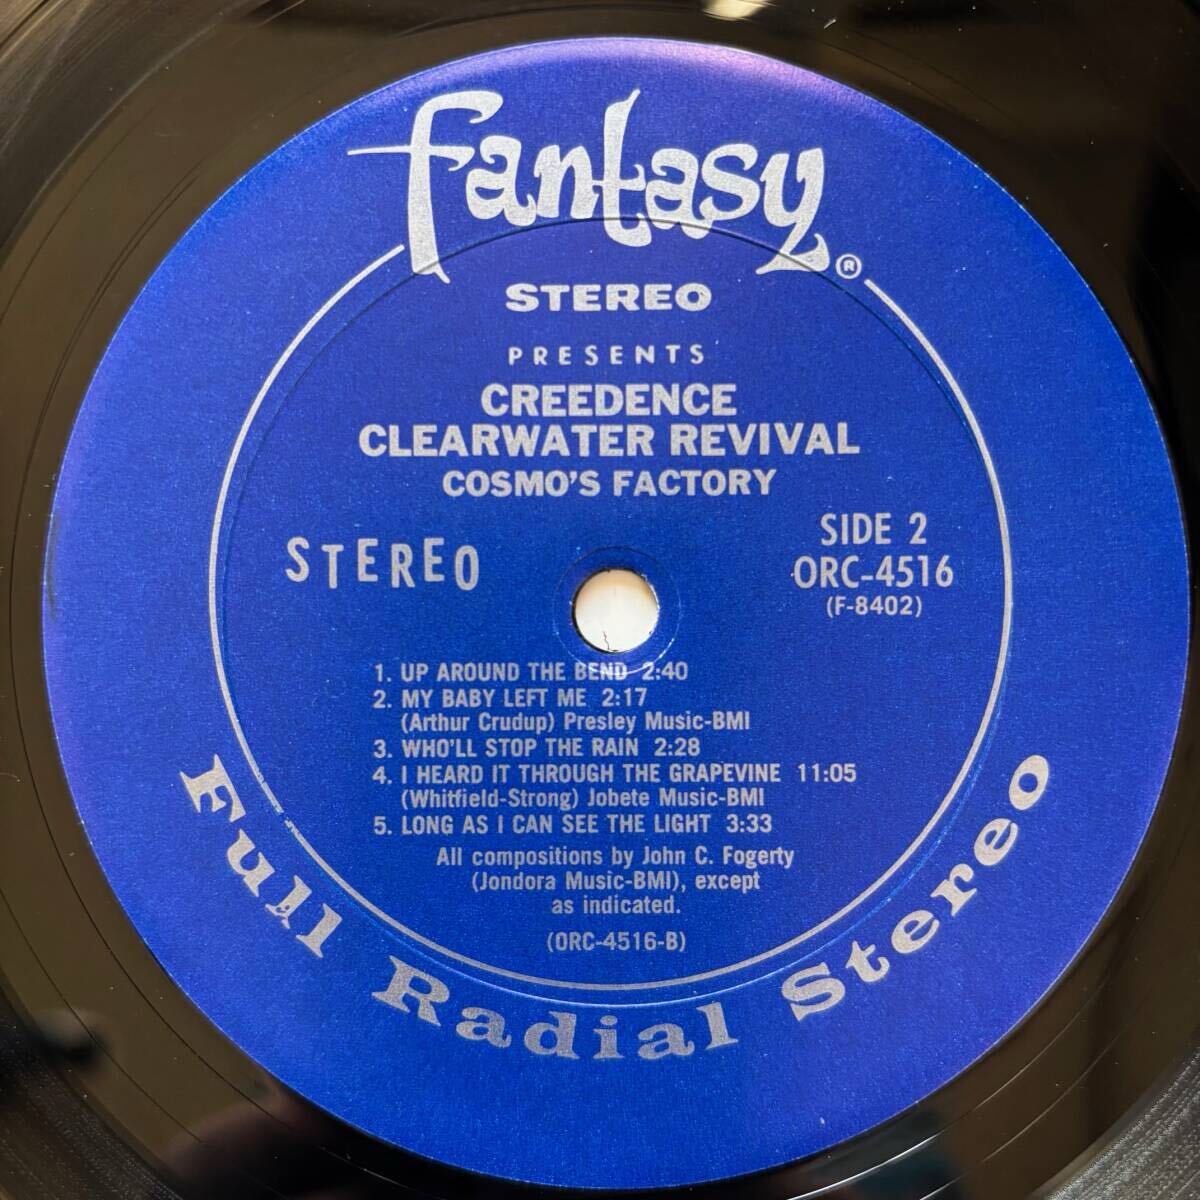 fantasy®
STEREO
PRESENTS
CREEDENCE
CLEARWATER REVIVAL
COSMO'S FACTORY
STEREO
SIDE 2
ORC-4516
(F-8402)
1. UP AROUND THE BEND 2:40
2. MY BABY LEFT ME 2:17
(Arthur Crudup) Presley Music-BMI
3. WHO'LL STOP THE RAIN 2:28
4. I HEARD IT THROUGH THE GRAPEVINE 11:05
(Whitfield-Strong) Jobete Music-BMI
5. LONG AS I CAN SEE THE LIGHT 3:33
All compositions by John C. Fogerty
(Jondora Music-BMI), except
as indicated.
(ORC-4516-B)
Full Radial Stereo